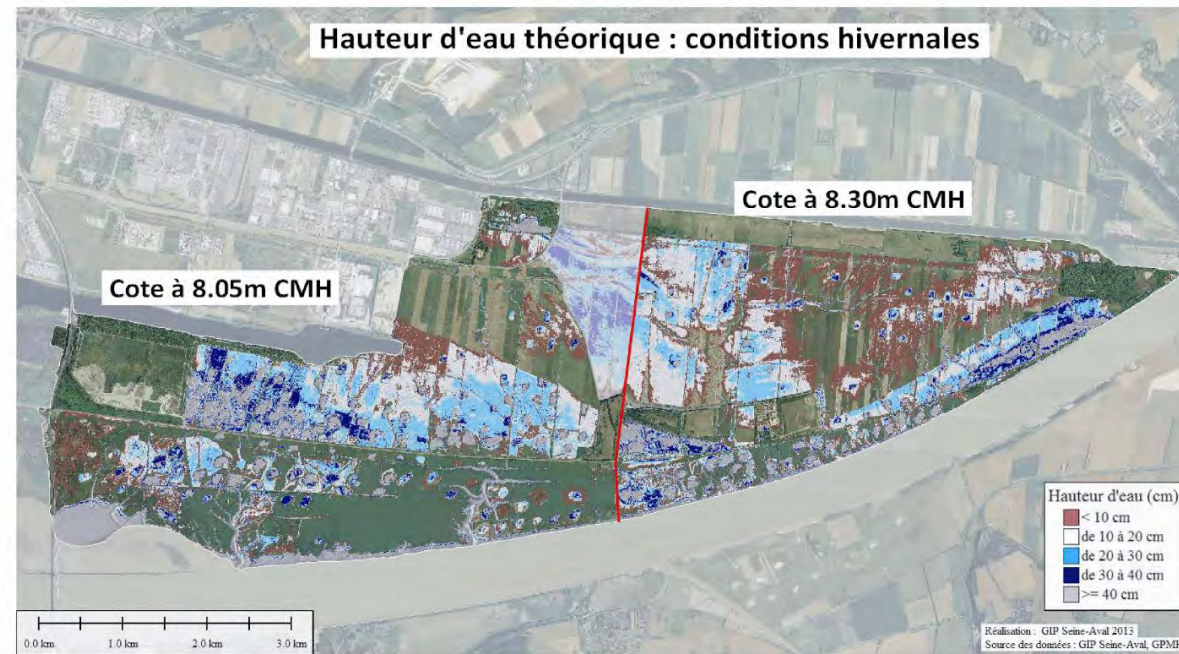 Hauteur d'eau théorique : conditions hivernales
Cote à 8.30m CMH
Cote à 8.05m CMH
Hauteur d'eau (cm)
< 10 cm
de 10 à 20 cm
de 20 à 30 cm
de 30 à 40 cm
>= 40 cm
0.0 km 1.0 km 2.0 km 3.0 km
Réalisation : GIP Seine-Aval 2013
Source des données : GIP Seine-Aval, GPMH